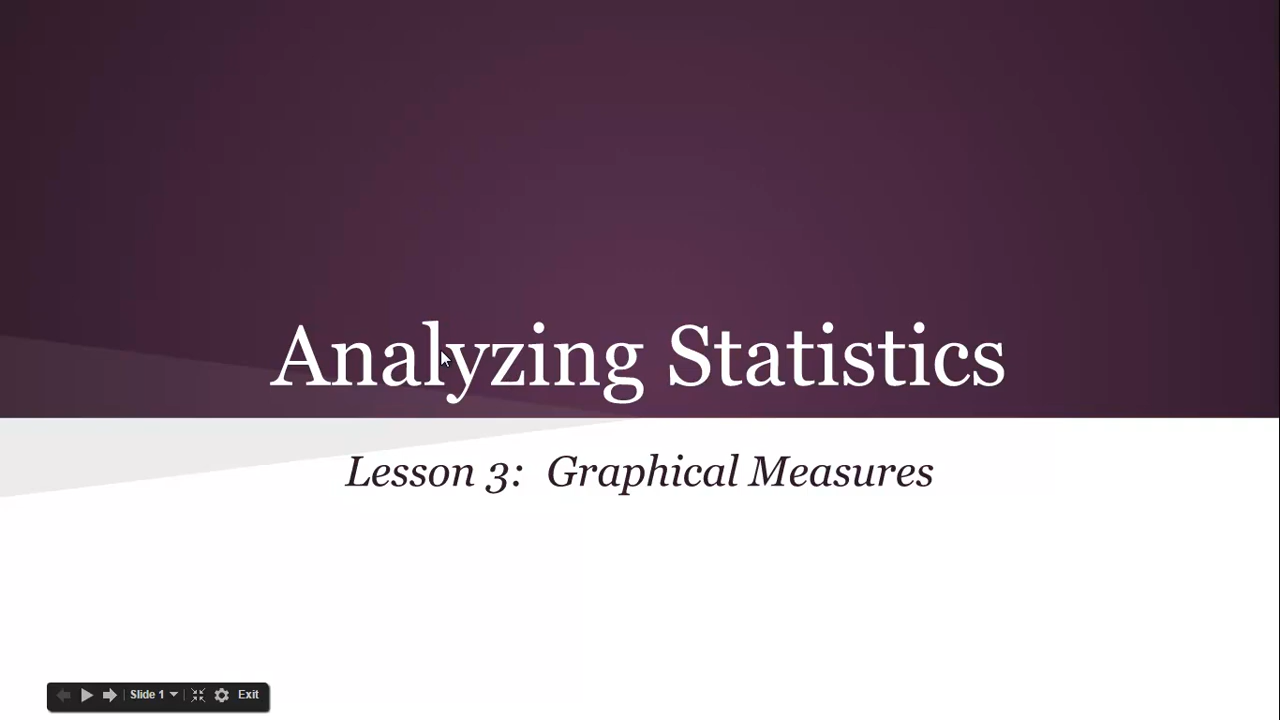 Analyzing Statistics
Lesson 3: Graphical Measures
Slide 1
Exit